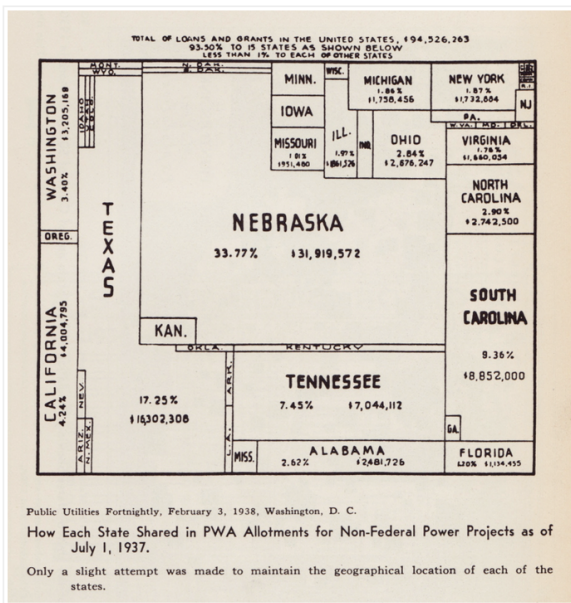 TOTAL OF LOANS AND GRANTS IN THE UNITED STATES, $94,526,263
93.50% TO 15 STATES AS SHOWN BELOW
LESS THAN 1% TO EACH OF OTHER STATES
MONT.
WYO.
N. DAK.
S. DAK.
IDAHO
UTAH
WASHINGTON
$3,205,168
3.40%
OREG.
CALIFORNIA
$4,004,795
4.24%
NEV.
ARIZ.
N. MEX.
TEXAS
17.25%
$16,302,308
MINN.
IOWA
MISSOURI
1.01%
$951,480
WISC.
ILL.
1.97%
IND.
MICHIGAN
1.86%
$1,758,456
OHIO
2.84%
$2,676,247
NEW YORK
1.87%
NJ
R.I.
PA.
W.VA.
MD.
DEL.
VIRGINIA
1.76%
$1,660,034
NORTH
CAROLINA
2.90%
$2,742,500
NEBRASKA
33.77% $31,919,572
KAN.
OKLA.
KENTUCKY
ARK.
LA.
TENNESSEE
7.45% $7,044,112
SOUTH
CAROLINA
9.36%
$8,852,000
GA.
MISS.
ALABAMA
2.62% $2,481,726
FLORIDA
1.20%
Public Utilities Fortnightly, February 3, 1938, Washington, D. C.
How Each State Shared in PWA Allotments for Non-Federal Power Projects as of
July 1, 1937.
Only a slight attempt was made to maintain the geographical location of each of the
states.